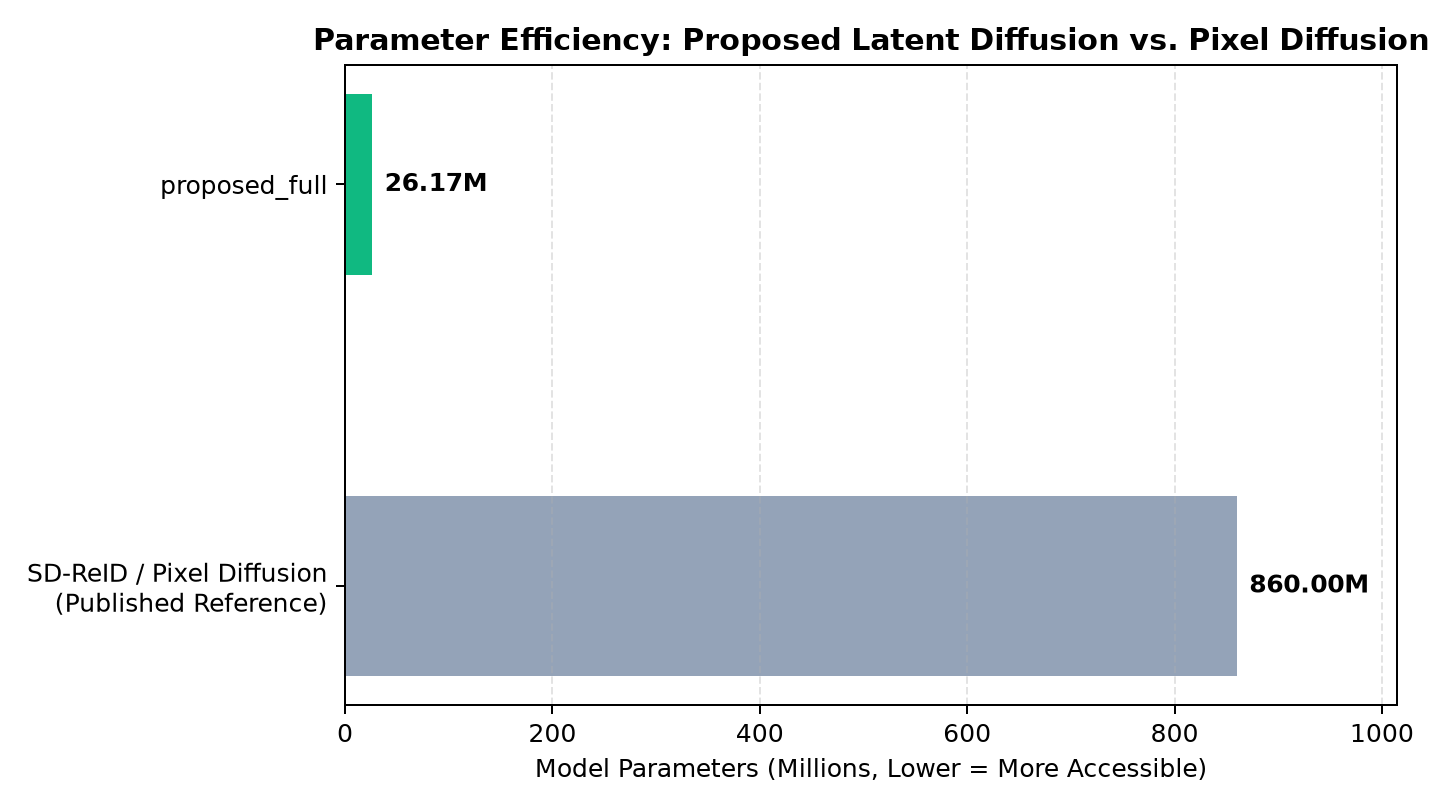 Parameter Efficiency: Proposed Latent Diffusion vs. Pixel Diffusion
proposed_full
26.17M
SD-ReID / Pixel Diffusion
(Published Reference)
860.00M
0 200 400 600 800 1000
Model Parameters (Millions, Lower = More Accessible)